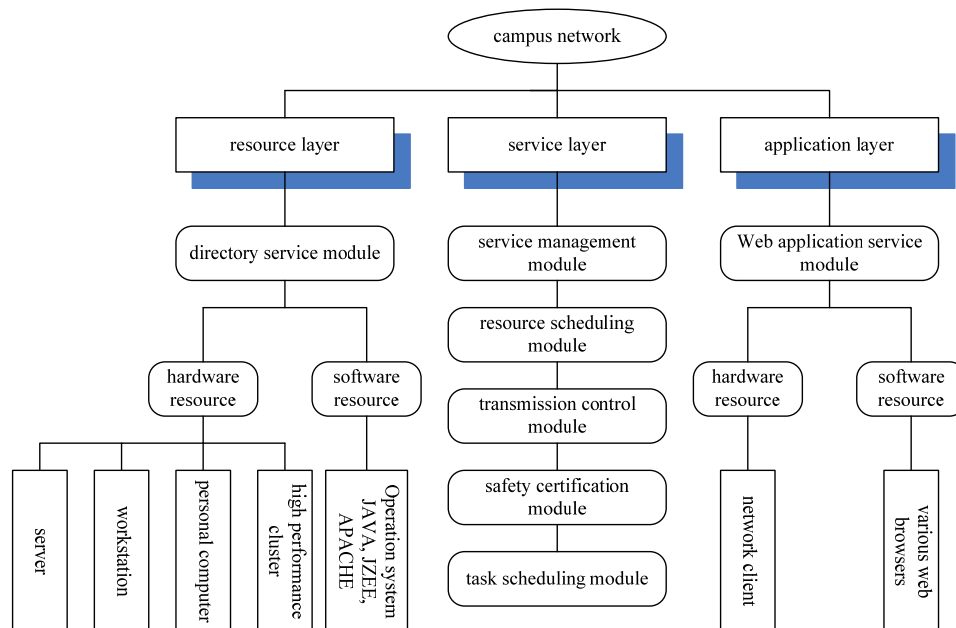 campus network
resource layer
service layer
application layer
directory service module
service management
module
Web application service
module
resource scheduling
module
hardware
resource
software
resource
transmission control
module
hardware
resource
software
resource
server
workstation
personal computer
high performance
cluster
Operation system
JAVA, JZEE,
APACHE
safety certification
module
task scheduling module
network client
various web
browsers